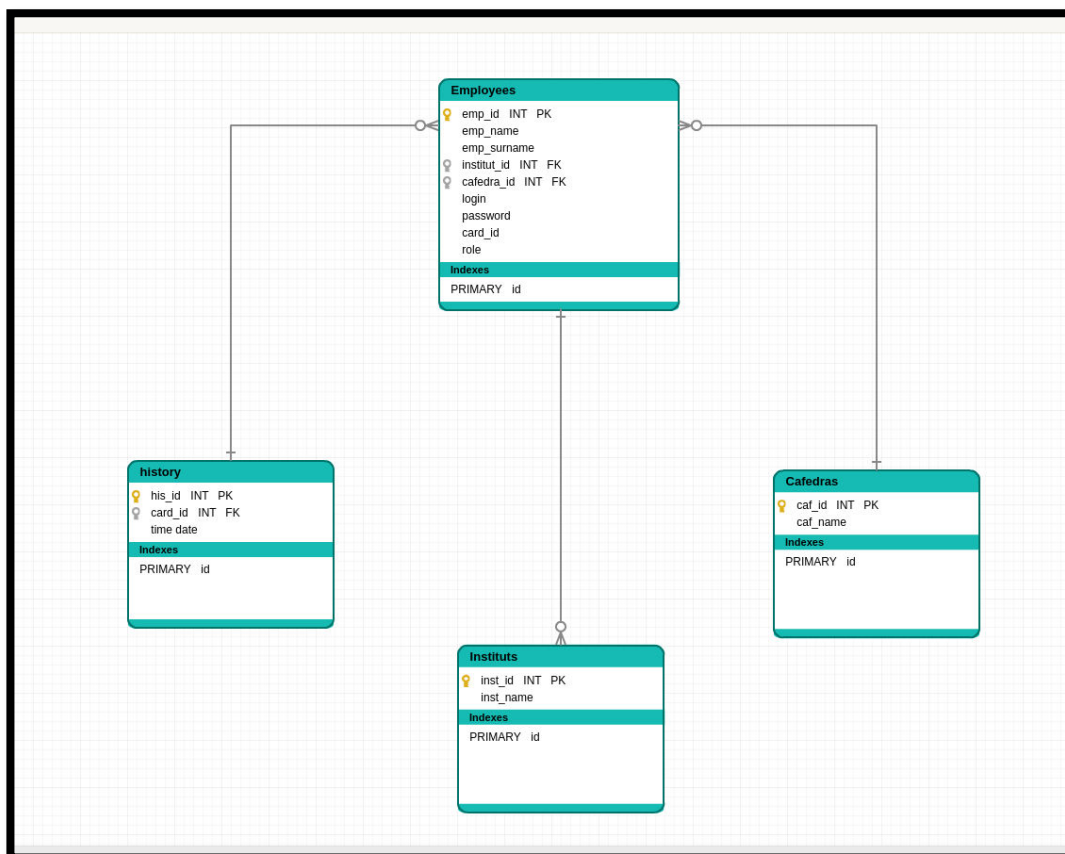 Employees
emp_id INT PK
emp_name
emp_surname
institut_id INT FK
cafedra_id INT FK
login
password
card_id
role
Indexes
PRIMARY id
history
his_id INT PK
card_id INT FK
time date
Indexes
PRIMARY id
Cafedras
caf_id INT PK
caf_name
Indexes
PRIMARY id
Instituts
inst_id INT PK
inst_name
Indexes
PRIMARY id